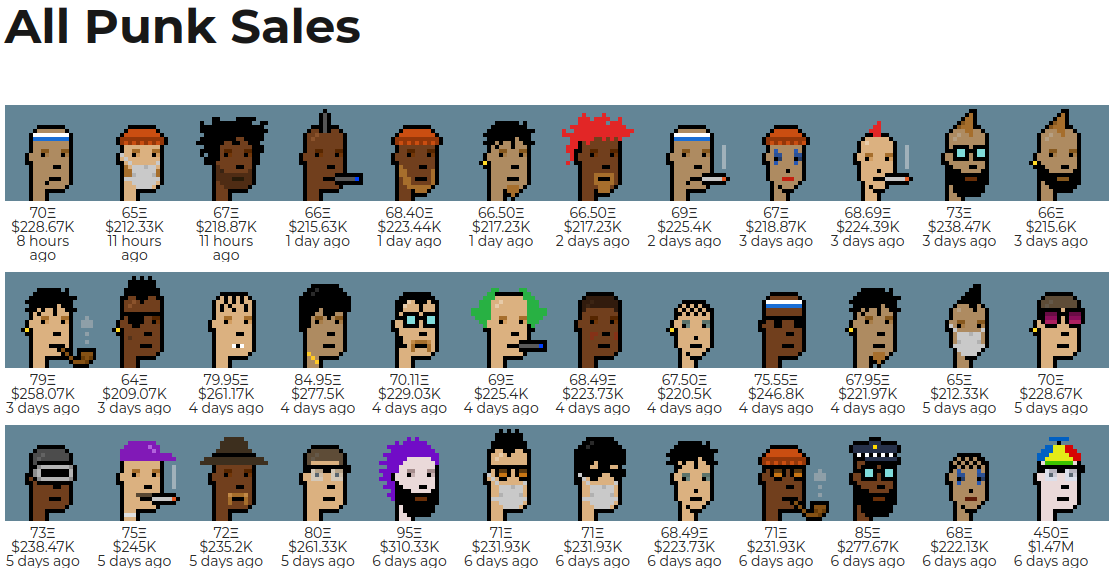 All Punk Sales
70Ξ 65Ξ 67Ξ 66Ξ 68.40Ξ 66.50Ξ 66.50Ξ 69Ξ 67Ξ 68.69Ξ 73Ξ 66Ξ
$228.67K $212.33K $218.87K $215.63K $223.44K $217.23K $217.23K $225.4K $218.87K $224.39K $238.47K $215.6K
8 hours 11 hours 11 hours 1 day ago 1 day ago 1 day ago 2 days ago 2 days ago 3 days ago 3 days ago 3 days ago 3 days ago
ago ago ago
79Ξ 64Ξ 79.95Ξ 84.95Ξ 70.11Ξ 69Ξ 68.49Ξ 67.50Ξ 75.55Ξ 67.95Ξ 65Ξ 70Ξ
$258.07K $209.07K $261.17K $277.5K $229.03K $225.4K $223.73K $220.5K $246.8K $221.97K $212.33K $228.67K
3 days ago 3 days ago 4 days ago 4 days ago 4 days ago 4 days ago 4 days ago 4 days ago 4 days ago 4 days ago 5 days ago 5 days ago
73Ξ 75Ξ 72Ξ 80Ξ 95Ξ 71Ξ 71Ξ 68.49Ξ 71Ξ 85Ξ 68Ξ 450Ξ
$238.47K $245K $235.2K $261.33K $310.33K $231.93K $231.93K $223.73K $231.93K $277.67K $222.13K $1.47M
5 days ago 5 days ago 5 days ago 5 days ago 6 days ago 6 days ago 6 days ago 6 days ago 6 days ago 6 days ago 6 days ago 6 days ago